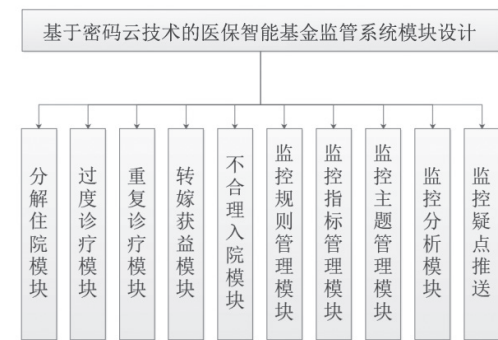 基于密码云技术的医保智能基金监管系统模块设计
分解住院模块
过度诊疗模块
重复诊疗模块
转嫁获益模块
不合理入院模块
监控规则管理模块
监控指标管理模块
监控主题管理模块
监控分析模块
监控疑点推送